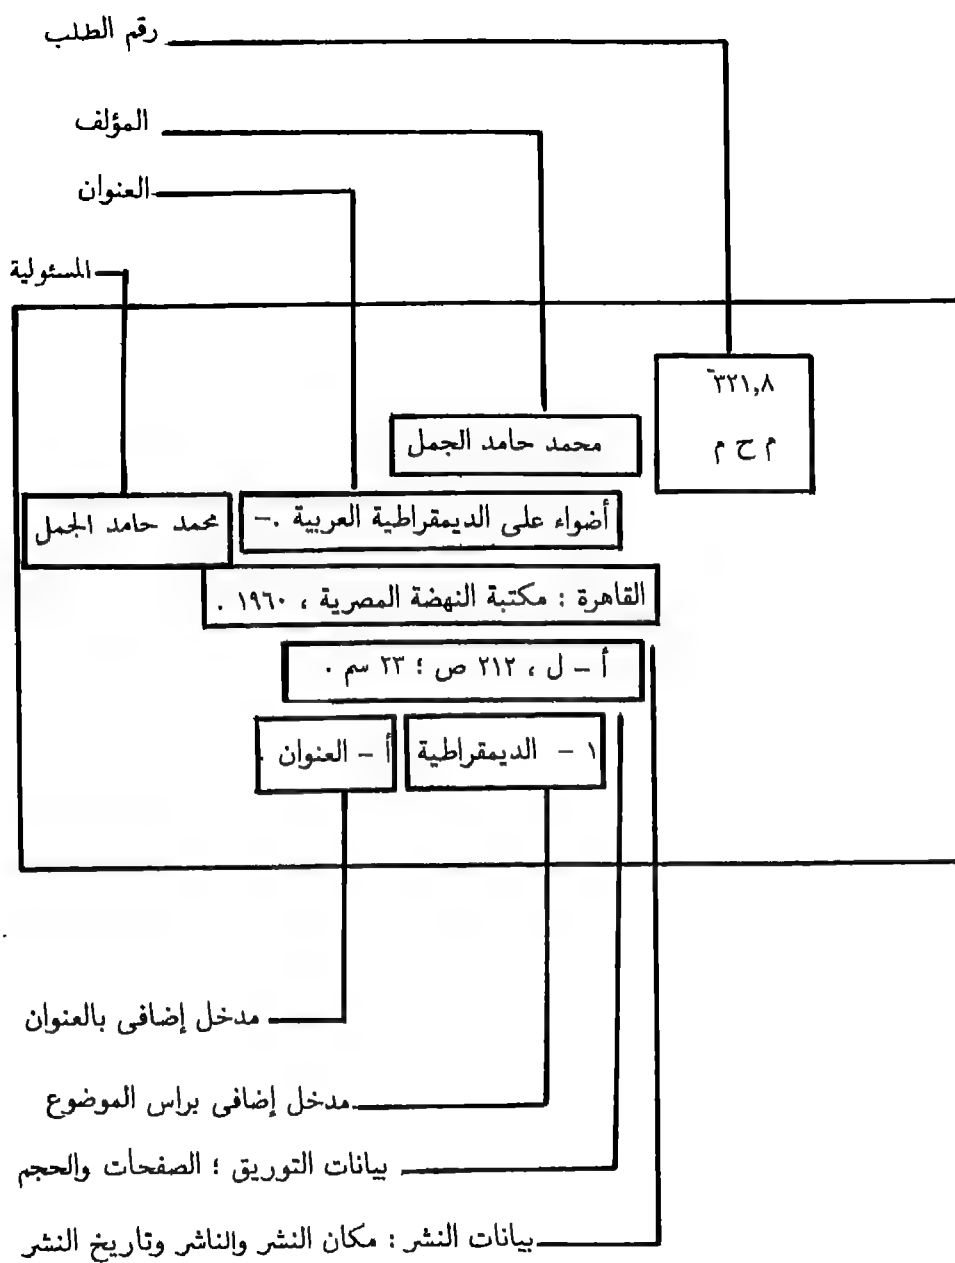 رقم الطلب
المؤلف
العنوان
المسئولية
٣٢١,٨
م ح م
محمد حامد الجمل
أضواء على الديمقراطية العربية .–
محمد حامد الجمل
القاهرة : مكتبة النهضة المصرية ، ١٩٦٠ .
أ – ل ، ٢١٢ ص ؛ ٢٣ سم .
١ – الديمقراطية
أ – العنوان .
مدخل إضافى بالعنوان
مدخل إضافى براس الموضوع
بيانات التوريق ؛ الصفحات والحجم
بيانات النشر : مكان النشر والناشر وتاريخ النشر